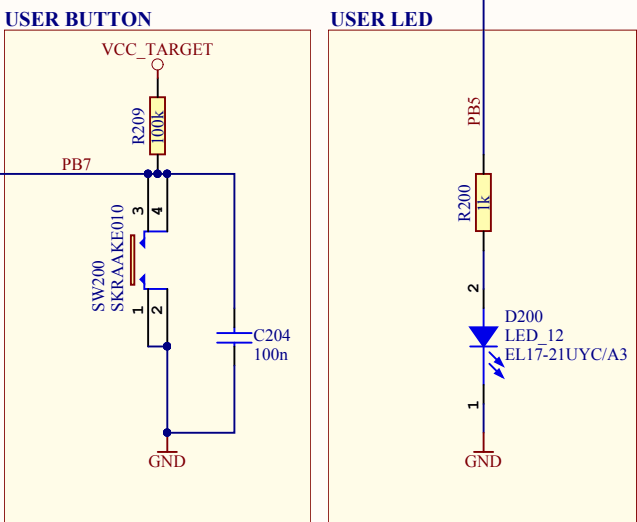 USER BUTTON
VCC_TARGET
R209
100k
PB7
3
4
SW200
SKRAAKE010
1
2
C204
100n
GND
USER LED
PB5
R200
1k
2
D200
LED_12
EL17-21UYC/A3
1
GND